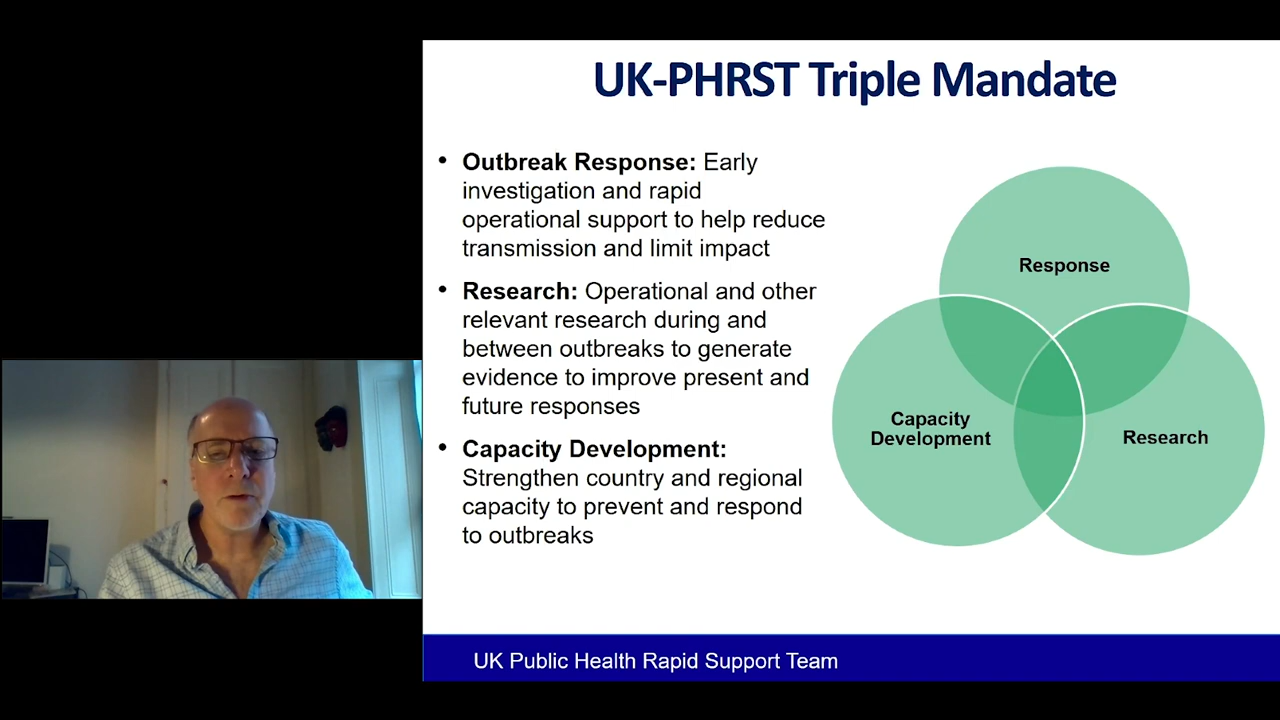 UK-PHRST Triple Mandate
• Outbreak Response: Early
investigation and rapid
operational support to help reduce
transmission and limit impact
• Research: Operational and other
relevant research during and
between outbreaks to generate
evidence to improve present and
future responses
• Capacity Development:
Strengthen country and regional
capacity to prevent and respond
to outbreaks
Response
Capacity
Development
Research
UK Public Health Rapid Support Team